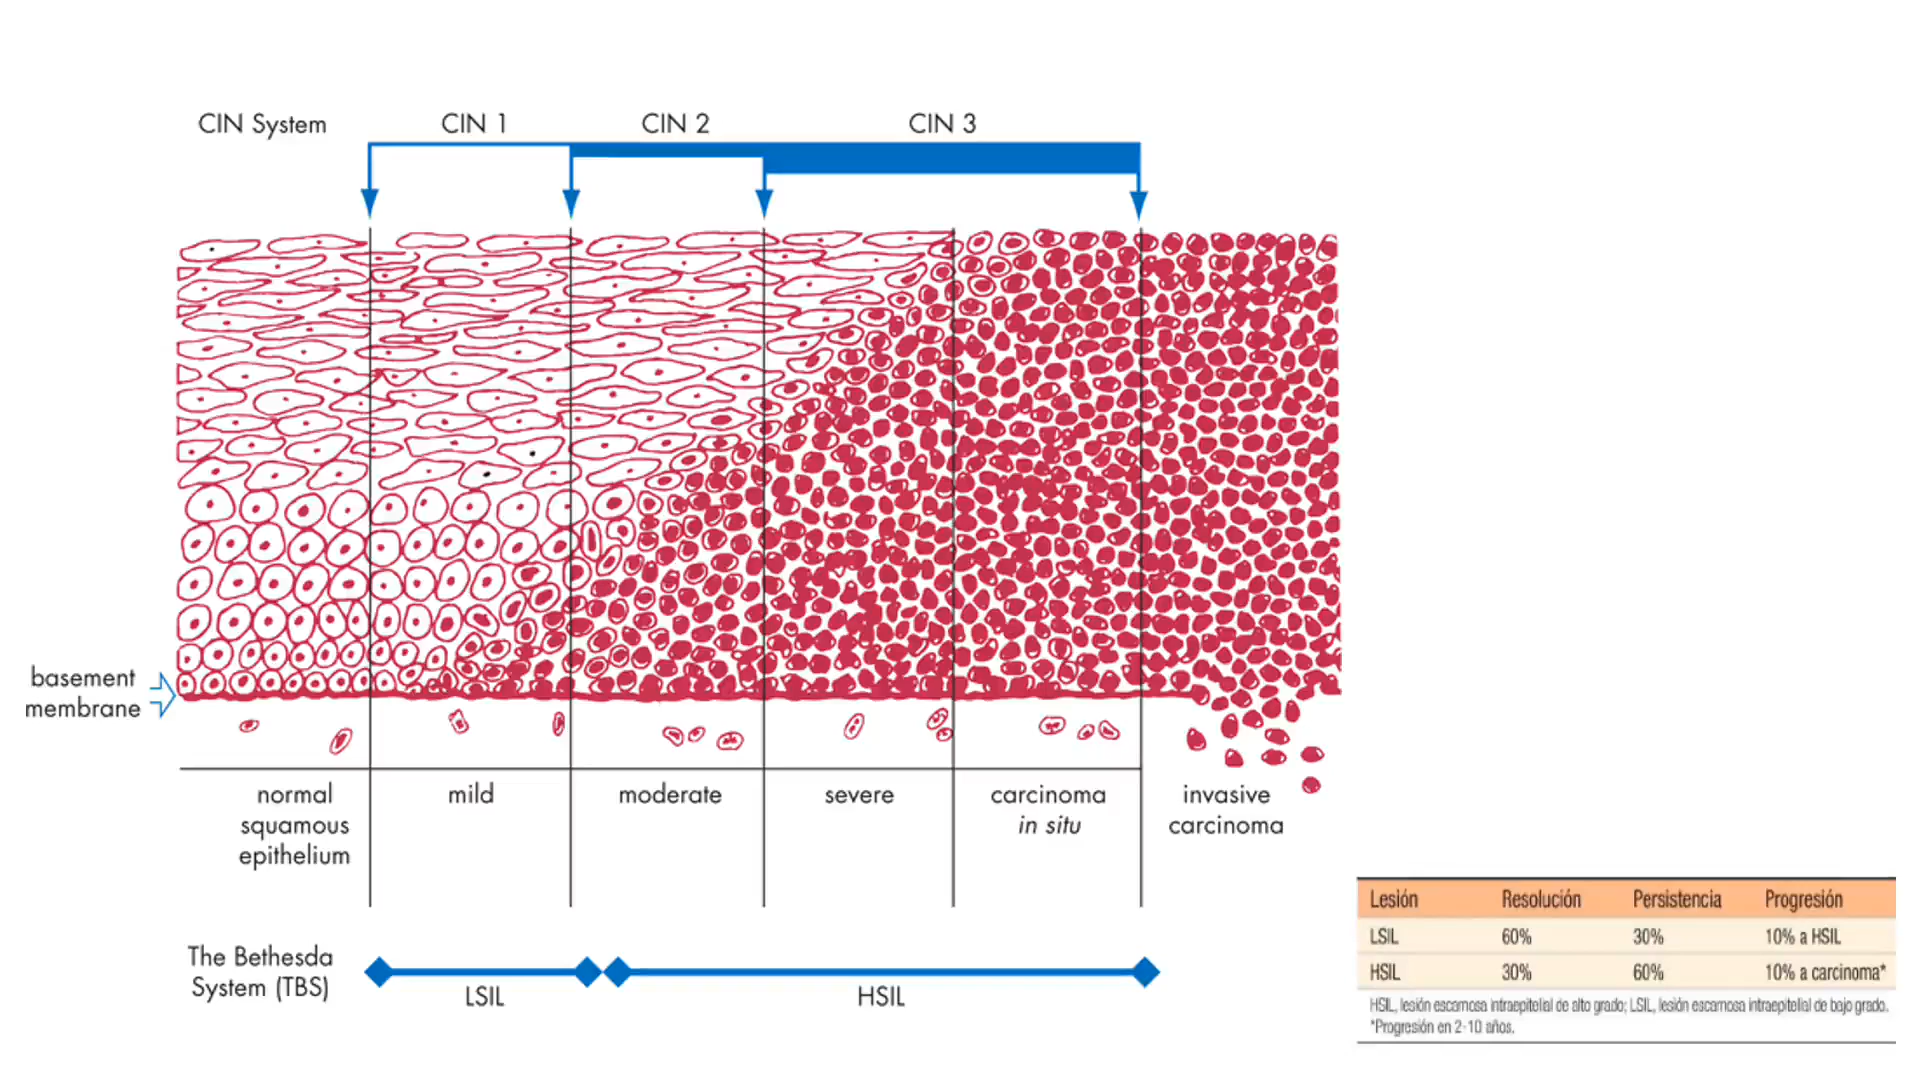 CIN System CIN 1 CIN 2 CIN 3
basement
membrane
normal
squamous
epithelium
mild
moderate
severe
carcinoma
in situ
invasive
carcinoma
The Bethesda
System (TBS)
LSIL
HSIL
Lesión Resolución Persistencia Progresión
LSIL 60% 30% 10% a HSIL
HSIL 30% 60% 10% a carcinoma*
HSIL, lesión escamosa intraepitelial de alto grado; LSIL, lesión escamosa intraepitelial de bajo grado.
*Progresión en 2-10 años.